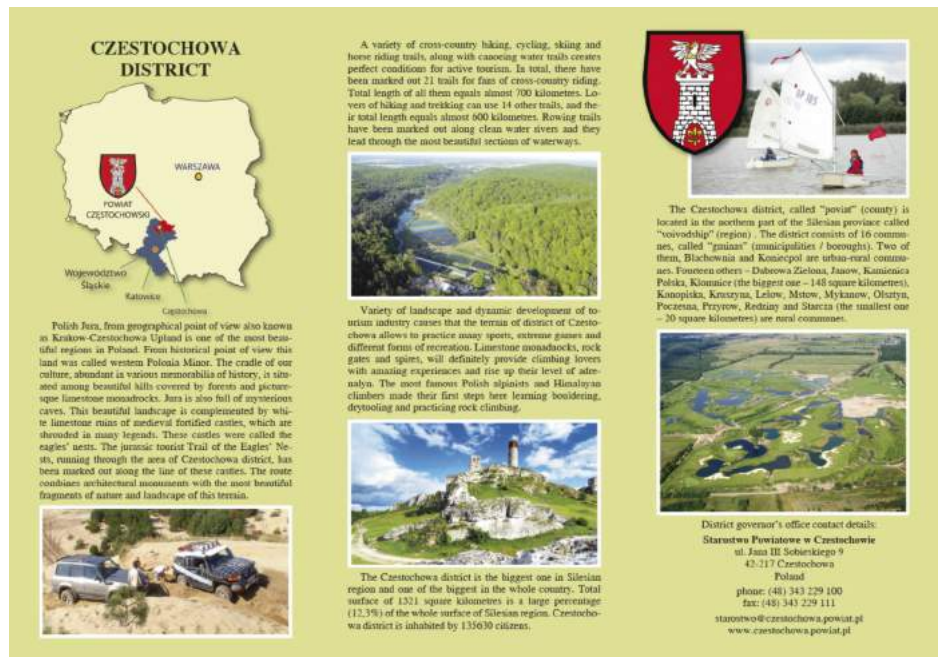 CZESTOCHOWA
DISTRICT
WARSZAWA
POWIAT
CZĘSTOCHOWSKI
Województwo
Śląskie
Katowice
Częstochowa
Polish Jura, from geographical point of view also known
as Krakow-Czestochowa Upland is one of the most beau-
tiful regions in Poland. From historical point of view this
land was called western Polonia Minor. The cradle of our
culture, abundant in various memorabilia of history, is situ-
ated among beautiful hills covered by forests and picture-
sque limestone monadrocks. Jura is also full of mysterious
caves. This beautiful landscape is complemented by whi-
te limestone ruins of medieval fortified castles, which are
shrouded in many legends. These castles were called the
eagles' nests. The jurassic tourist Trail of the Eagles' Ne-
sts, running through the area of Czestochowa district, has
been marked out along the line of these castles. The route
combines architectural monuments with the most beautiful
fragments of nature and landscape of this terrain.
A variety of cross-country hiking, cycling, skiing and
horse riding trails, along with canoeing water trails creates
perfect conditions for active tourism. In total, there have
been marked out 21 trails for fans of cross-country riding.
Total length of all them equals almost 700 kilometres. Lo-
vers of hiking and trekking can use 14 other trails, and the-
ir total length equals almost 600 kilometres. Rowing trails
have been marked out along clean water rivers and they
lead through the most beautiful sections of waterways.
Variety of landscape and dynamic development of to-
urism industry causes that the terrain of district of Czesto-
chowa allows to practice many sports, extreme games and
different forms of recreation. Limestone monadnocks, rock
gates and spires, will definitely provide climbing lovers
with amazing experiences and rise up their level of adre-
nalyn. The most famous Polish alpinists and Himalayan
climbers made their first steps here learning bouldering,
drytooling and practicing rock climbing.
The Czestochowa district is the biggest one in Silesian
region and one of the biggest in the whole country. Total
surface of 1521 square kilometres is a large percentage
(12,3%) of the whole surface of Silesian region. Czestocho-
wa district is inhabited by 135630 citizens.
The Czestochowa district, called "powiat" (county) is
located in the northern part of the Silesian province called
"voivodship" (region) . The district consists of 16 commu-
nes, called "gminas" (municipalities / boroughs). Two of
them, Blachownia and Koniecpol are urban-rural commu-
nes. Fourteen others – Dabrowa Zielona, Janow, Kamienica
Polska, Klomnice (the biggest one – 148 square kilometres),
Konopiska, Kruszyna, Lelow, Mstow, Mykanow, Olsztyn,
Poczesna, Przyrow, Redziny and Starcza (the smallest one
– 20 square kilometres) are rural communes.
District governor's office contact details:
Starostwo Powiatowe w Czestochowie
ul. Jana III Sobieskiego 9
42-217 Czestochowa
Poland
phone: (48) 343 229 100
fax: (48) 343 229 111
starostwo@czestochowa.powiat.pl
www.czestochowa.powiat.pl